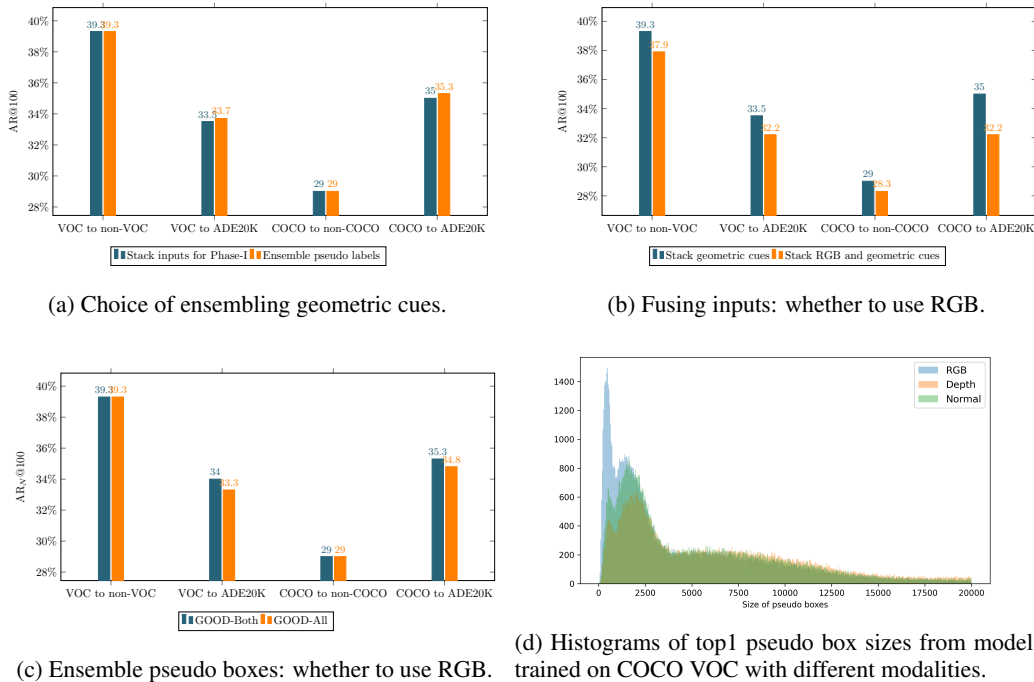 40%
38%
36%
34%
32%
30%
28%
AR@100
39.3 39.3
33.5 33.7
29 29
35 35.3
VOC to non-VOC VOC to ADE20K COCO to non-COCO COCO to ADE20K
Stack inputs for Phase-I Ensemble pseudo labels
(a) Choice of ensembling geometric cues.
40%
38%
36%
34%
32%
30%
28%
AR@100
39.3 37.9
33.5 32.2
29 28.3
35 32.2
VOC to non-VOC VOC to ADE20K COCO to non-COCO COCO to ADE20K
Stack geometric cues Stack RGB and geometric cues
(b) Fusing inputs: whether to use RGB.
40%
38%
36%
34%
32%
30%
28%
AR_N@100
39.3 39.3
34 33.3
29 29
35.3 34.8
VOC to non-VOC VOC to ADE20K COCO to non-COCO COCO to ADE20K
GOOD-Both GOOD-All
(c) Ensemble pseudo boxes: whether to use RGB.
1400
1200
1000
800
600
400
200
0
RGB
Depth
Normal
0 2500 5000 7500 10000 12500 15000 17500 20000
Size of pseudo boxes
(d) Histograms of top1 pseudo box sizes from model
trained on COCO VOC with different modalities.